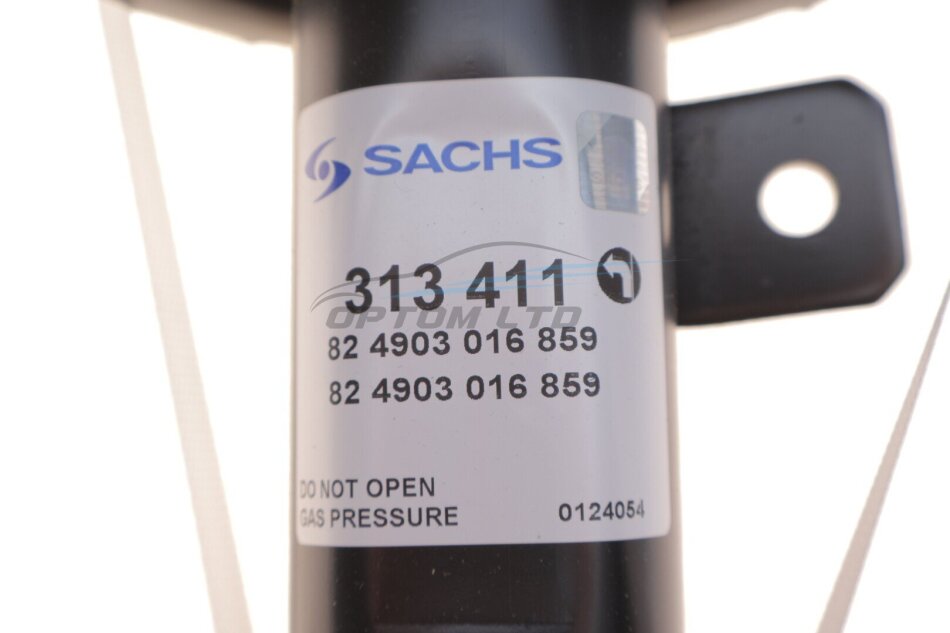 SACHS
313 411
OPTOM LTD
82 4903 016 859
82 4903 016 859
DO NOT OPEN
GAS PRESSURE
0124054